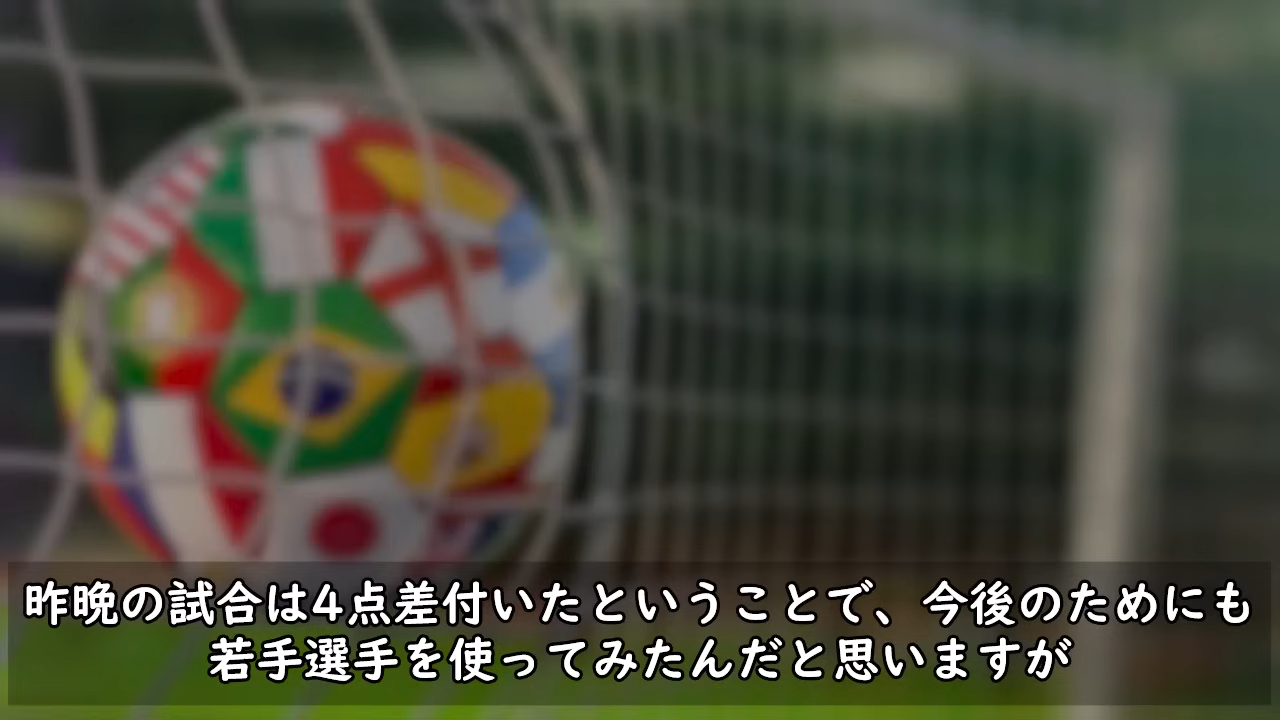 昨晩の試合は4点差付いたということで、今後のためにも
若手選手を使ってみたんだと思いますが